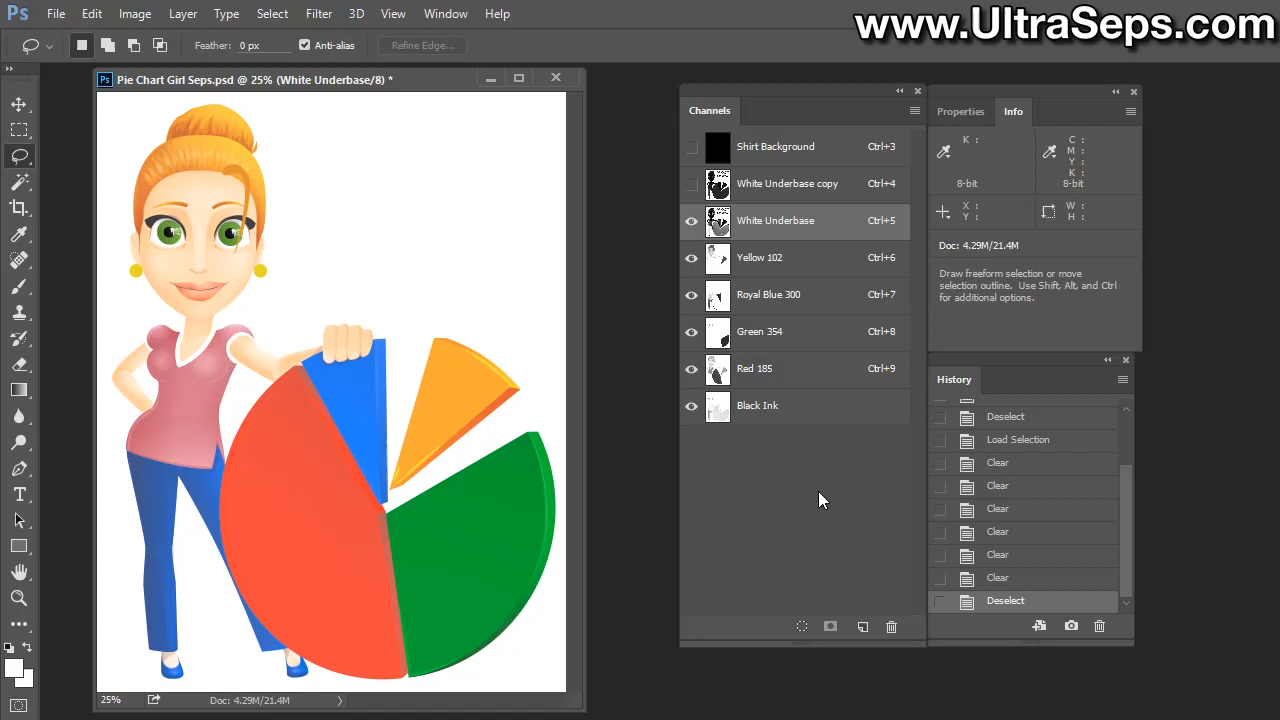 Ps File Edit Image Layer Type Select Filter 3D View Window Help
www.UltraSeps.com
Feather: 0 px Anti-alias Refine Edge...
Ps Pie Chart Girl Seps.psd @ 25% (White Underbase/8) *
25% Doc: 4.29M/21.4M
Channels
Shirt Background Ctrl+3
White Underbase copy Ctrl+4
White Underbase Ctrl+5
Yellow 102 Ctrl+6
Royal Blue 300 Ctrl+7
Green 354 Ctrl+8
Red 185 Ctrl+9
Black Ink
Properties Info
K : C :
M :
Y :
K :
8-bit 8-bit
X : W :
Y : H :
Doc: 4.29M/21.4M
Draw freeform selection or move
selection outline. Use Shift, Alt, and Ctrl
for additional options.
History
Deselect
Load Selection
Clear
Clear
Clear
Clear
Clear
Clear
Deselect